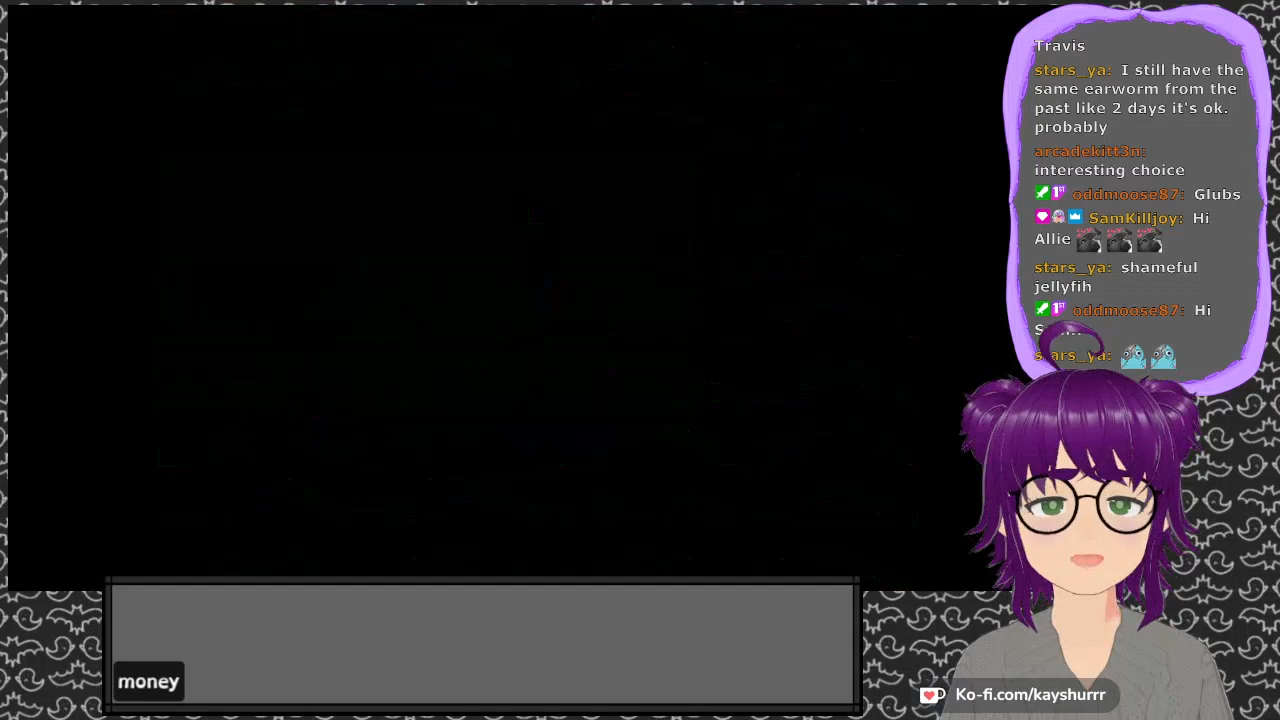 Travis
stars_ya: I still have the
same earworm from the
past like 2 days it's ok.
probably
arcadekitt3n:
interesting choice
oddmoose87: Glubs
SamKilljoy: Hi
Allie
stars_ya: shameful
jellyfih
oddmoose87: Hi
stars_ya:
money
Ko-fi.com/kayshurrr